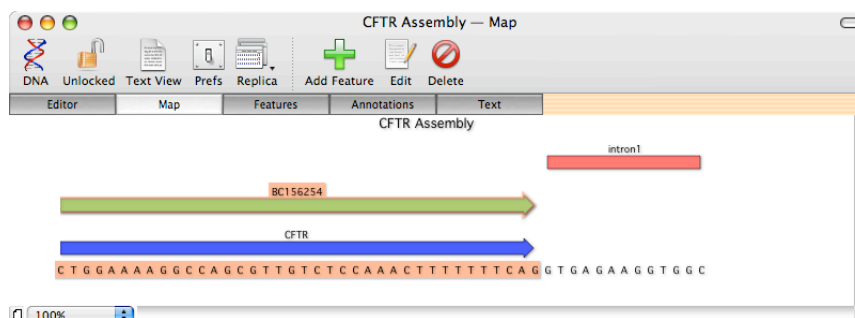 CFTR Assembly — Map
DNA Unlocked Text View Prefs Replica Add Feature Edit Delete
Editor Map Features Annotations Text
CFTR Assembly
intron1
BC156254
CFTR
C T G G A A A A G G C C A G C G T T G T C T C C A A A C T T T T T T T C A G G T G A G A A G G T G G C
100%